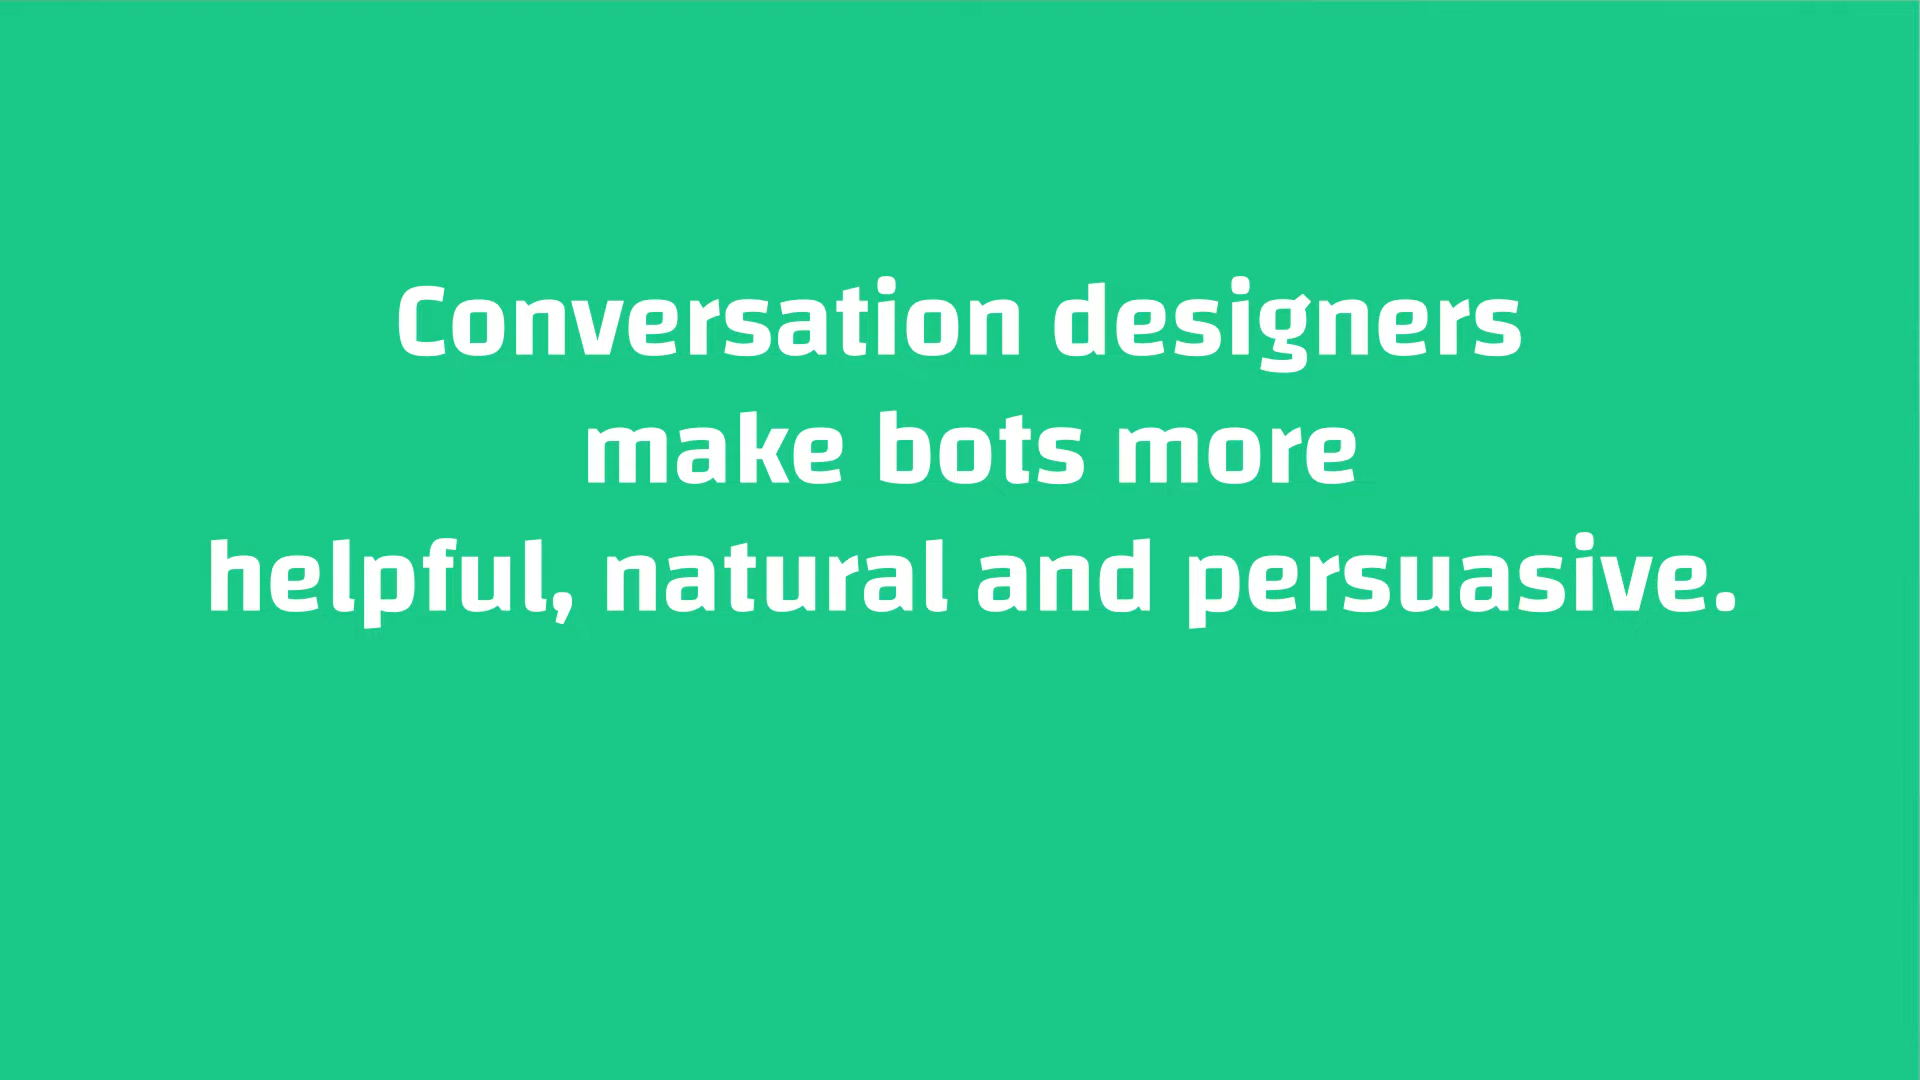 Conversation designers
make bots more
helpful, natural and persuasive.